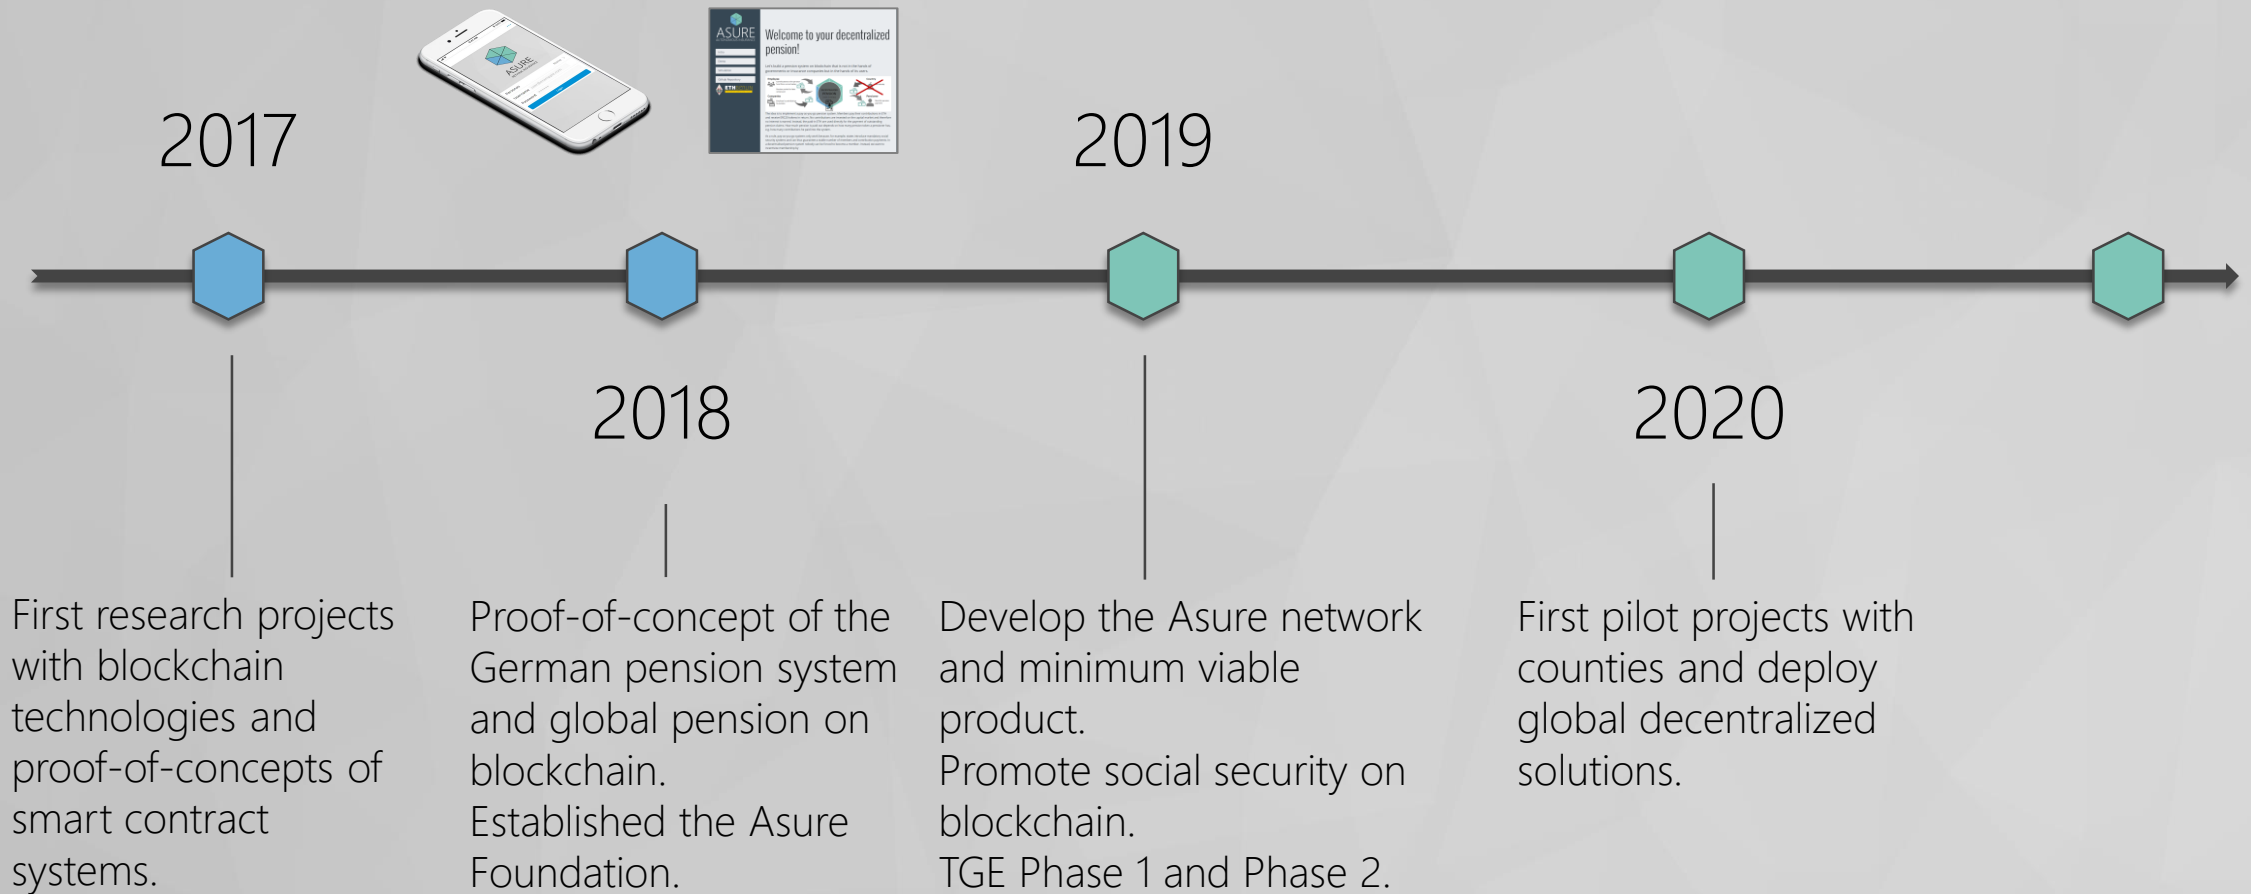 ASURE
ASURE
Welcome to your decentralized
pension!
2017
2019
2018
2020
First research projects
with blockchain
technologies and
proof-of-concepts of
smart contract
systems.
Proof-of-concept of the
German pension system
and global pension on
blockchain.
Established the Asure
Foundation.
Develop the Asure network
and minimum viable
product.
Promote social security on
blockchain.
TGE Phase 1 and Phase 2.
First pilot projects with
counties and deploy
global decentralized
solutions.